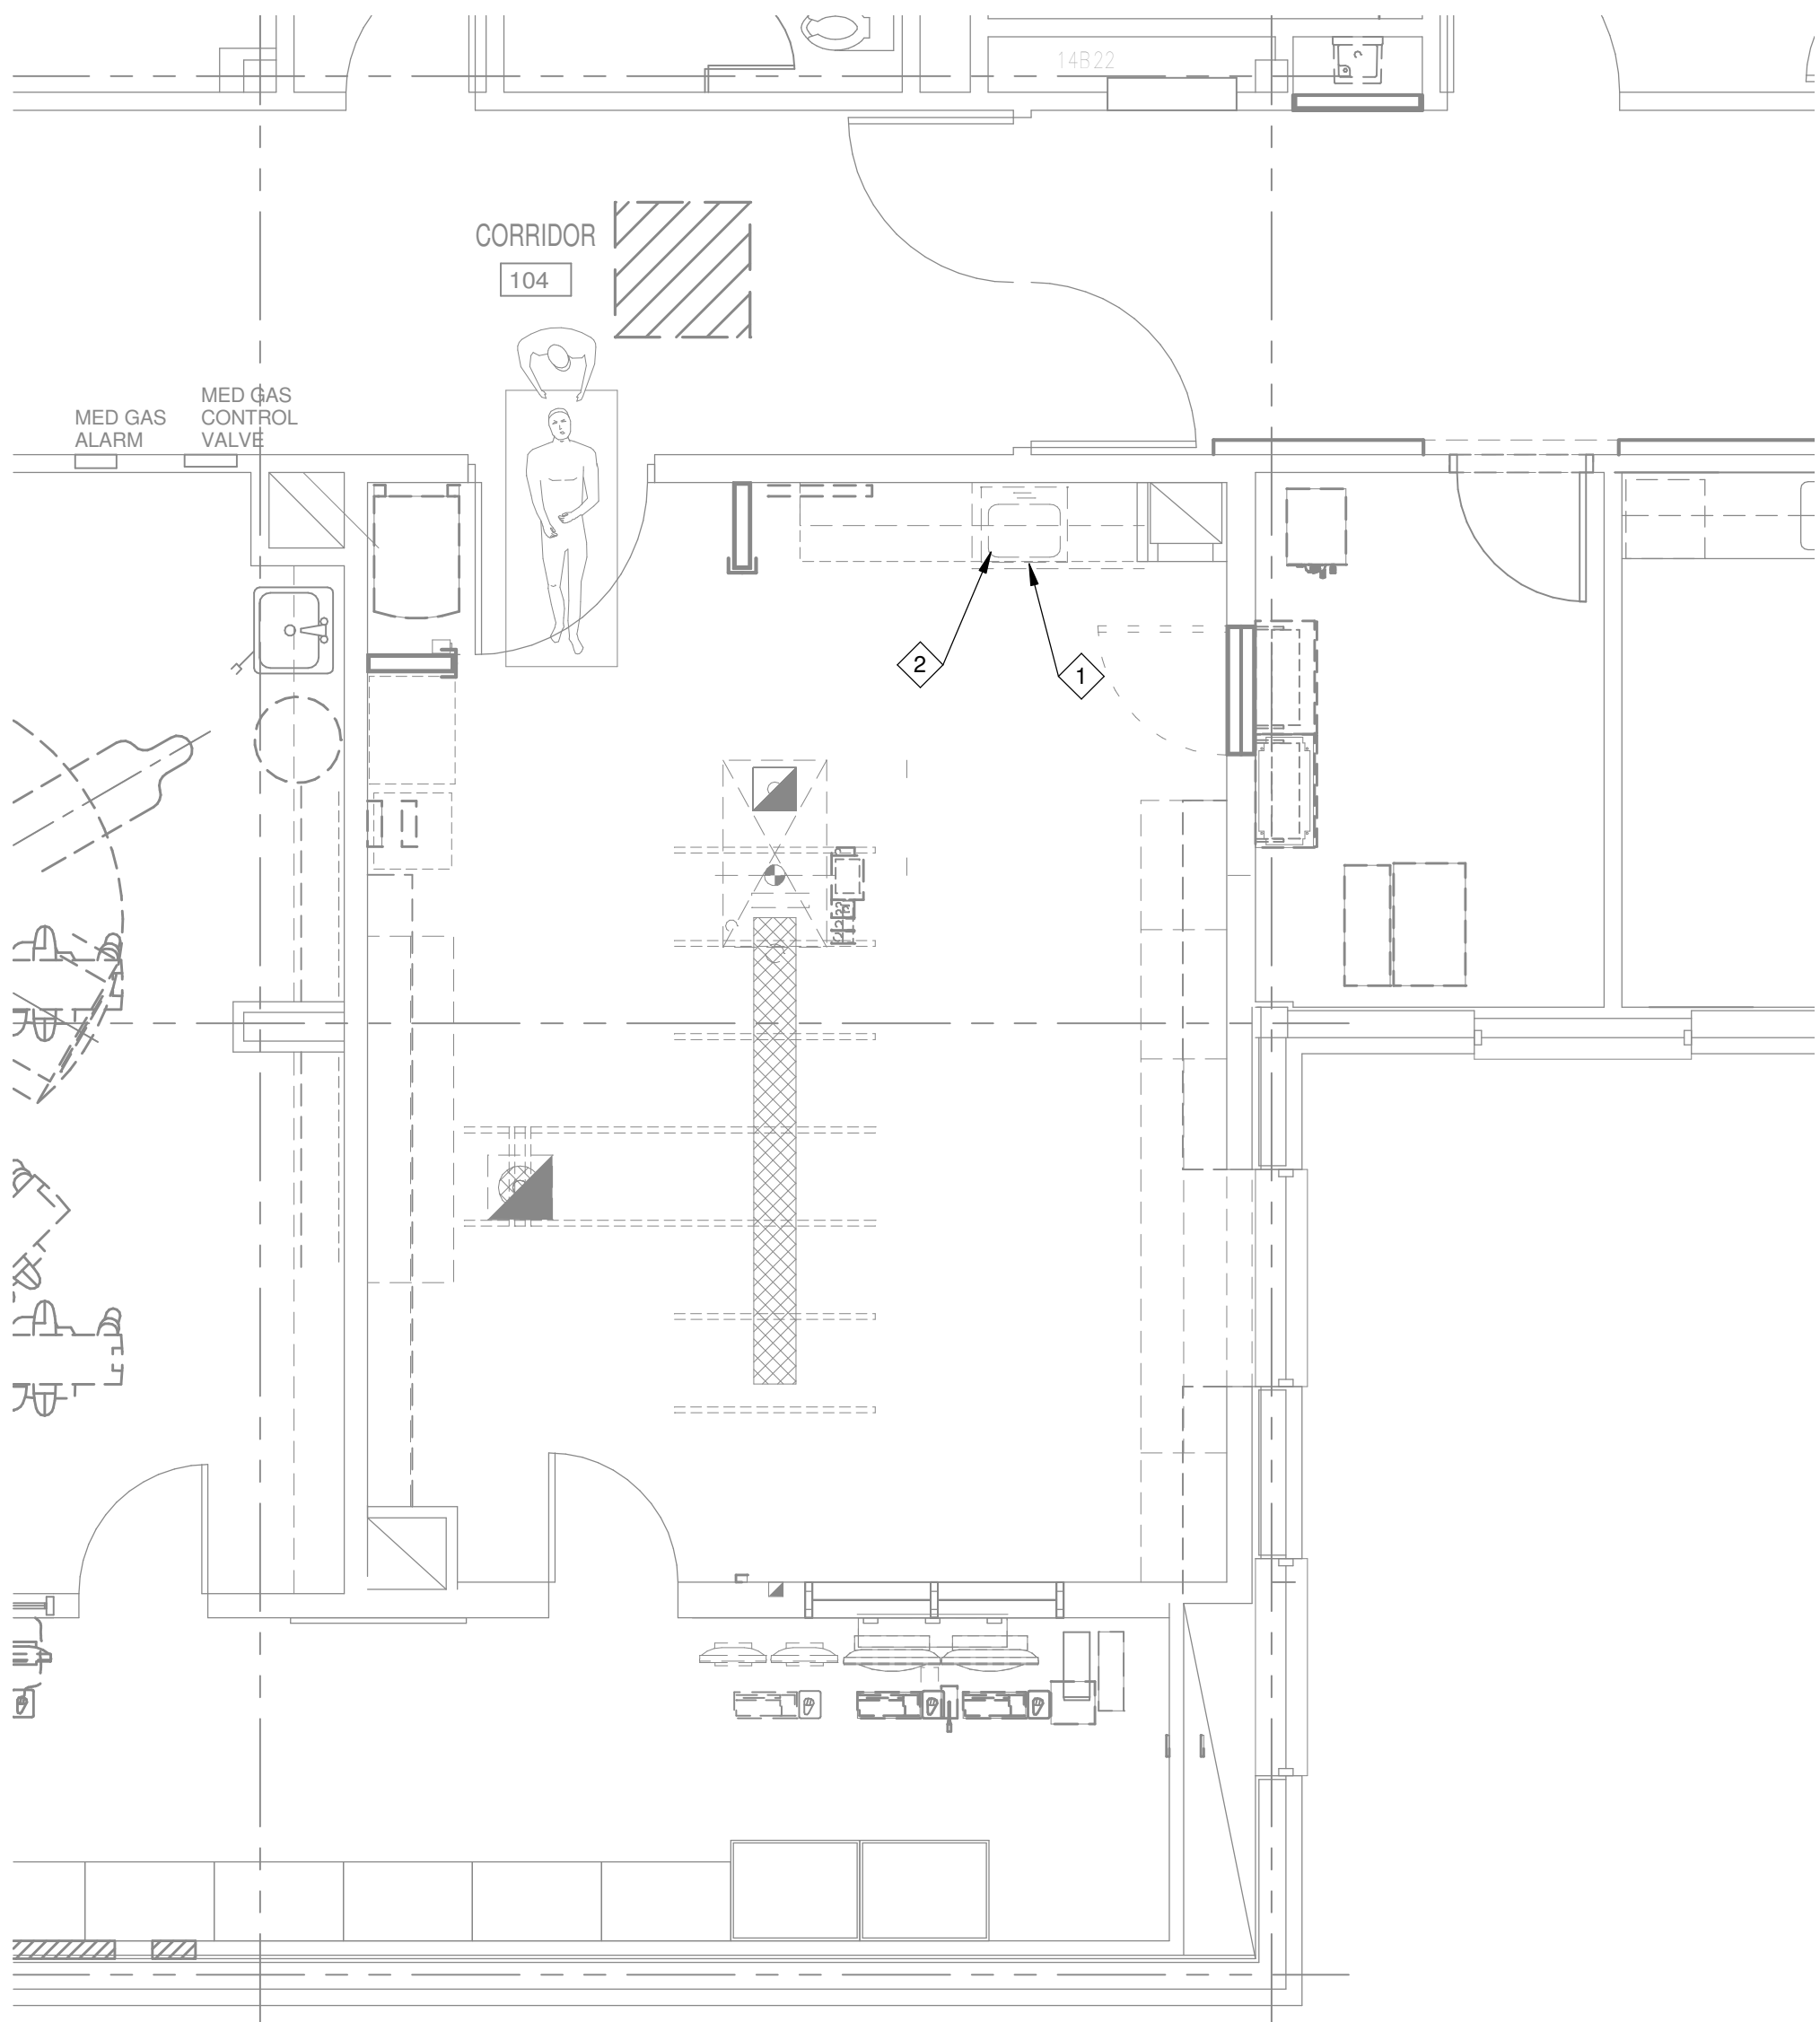 14B22
CORRIDOR
104
MED GAS
ALARM
MED GAS
CONTROL
VALVE
2
1